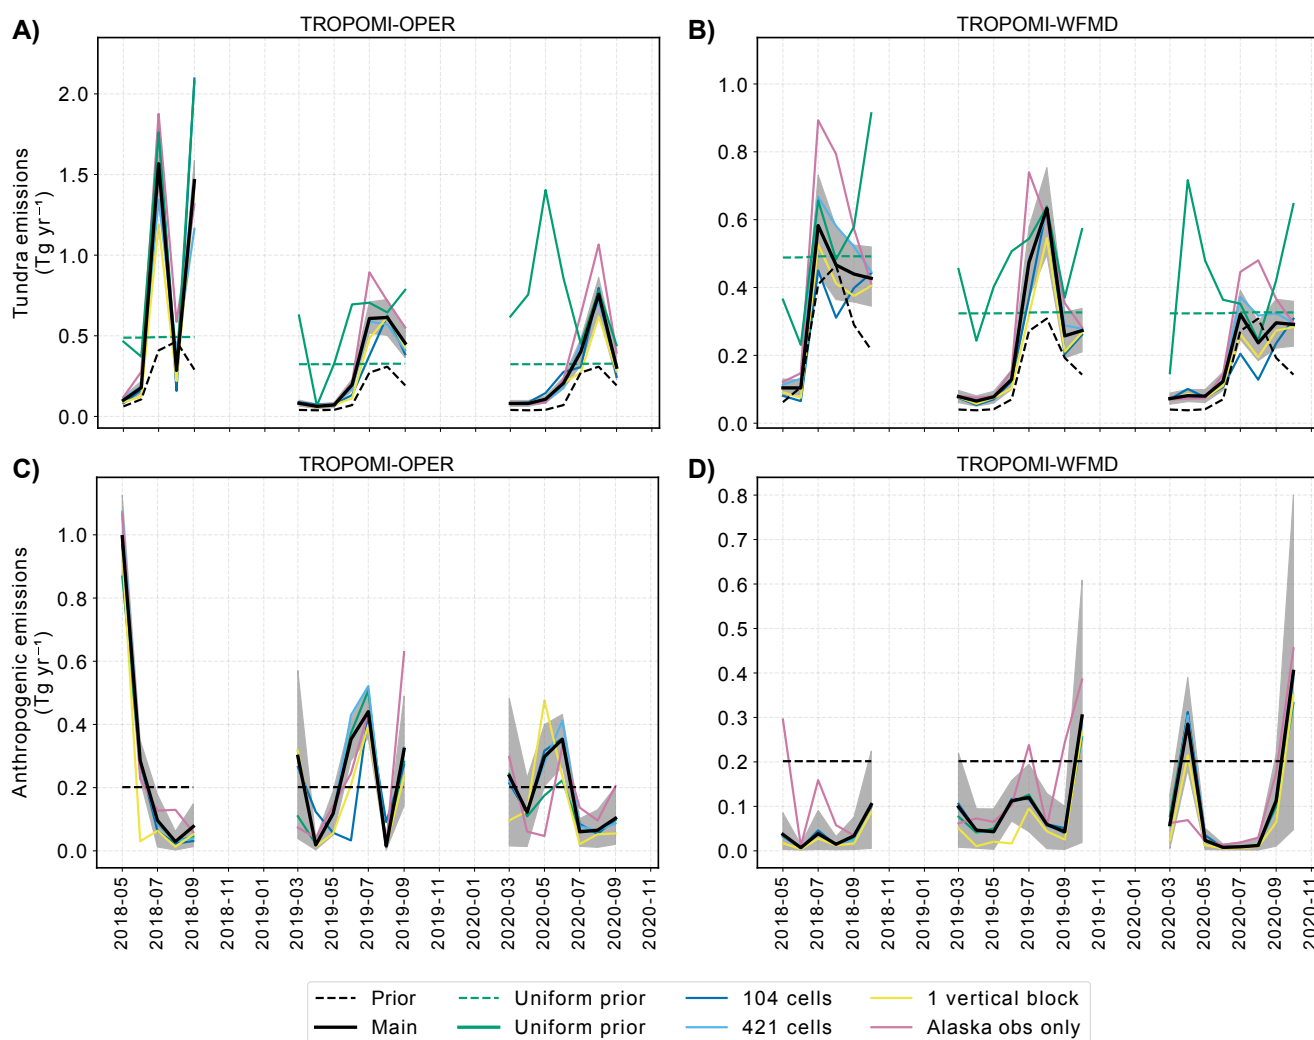 A)
TROPOMI-OPER
B)
TROPOMI-WFMD
Tundra emissions
(Tg yr⁻¹)
2.0
1.5
1.0
0.5
0.0
1.0
0.8
0.6
0.4
0.2
0.0
C)
TROPOMI-OPER
D)
TROPOMI-WFMD
Anthropogenic emissions
(Tg yr⁻¹)
1.0
0.8
0.6
0.4
0.2
0.0
0.8
0.7
0.6
0.5
0.4
0.3
0.2
0.1
0.0
2018-05
2018-07
2018-09
2018-11
2019-01
2019-03
2019-05
2019-07
2019-09
2019-11
2020-01
2020-03
2020-05
2020-07
2020-09
2020-11
2018-05
2018-07
2018-09
2018-11
2019-01
2019-03
2019-05
2019-07
2019-09
2019-11
2020-01
2020-03
2020-05
2020-07
2020-09
2020-11
Prior
Uniform prior
104 cells
1 vertical block
Main
Uniform prior
421 cells
Alaska obs only